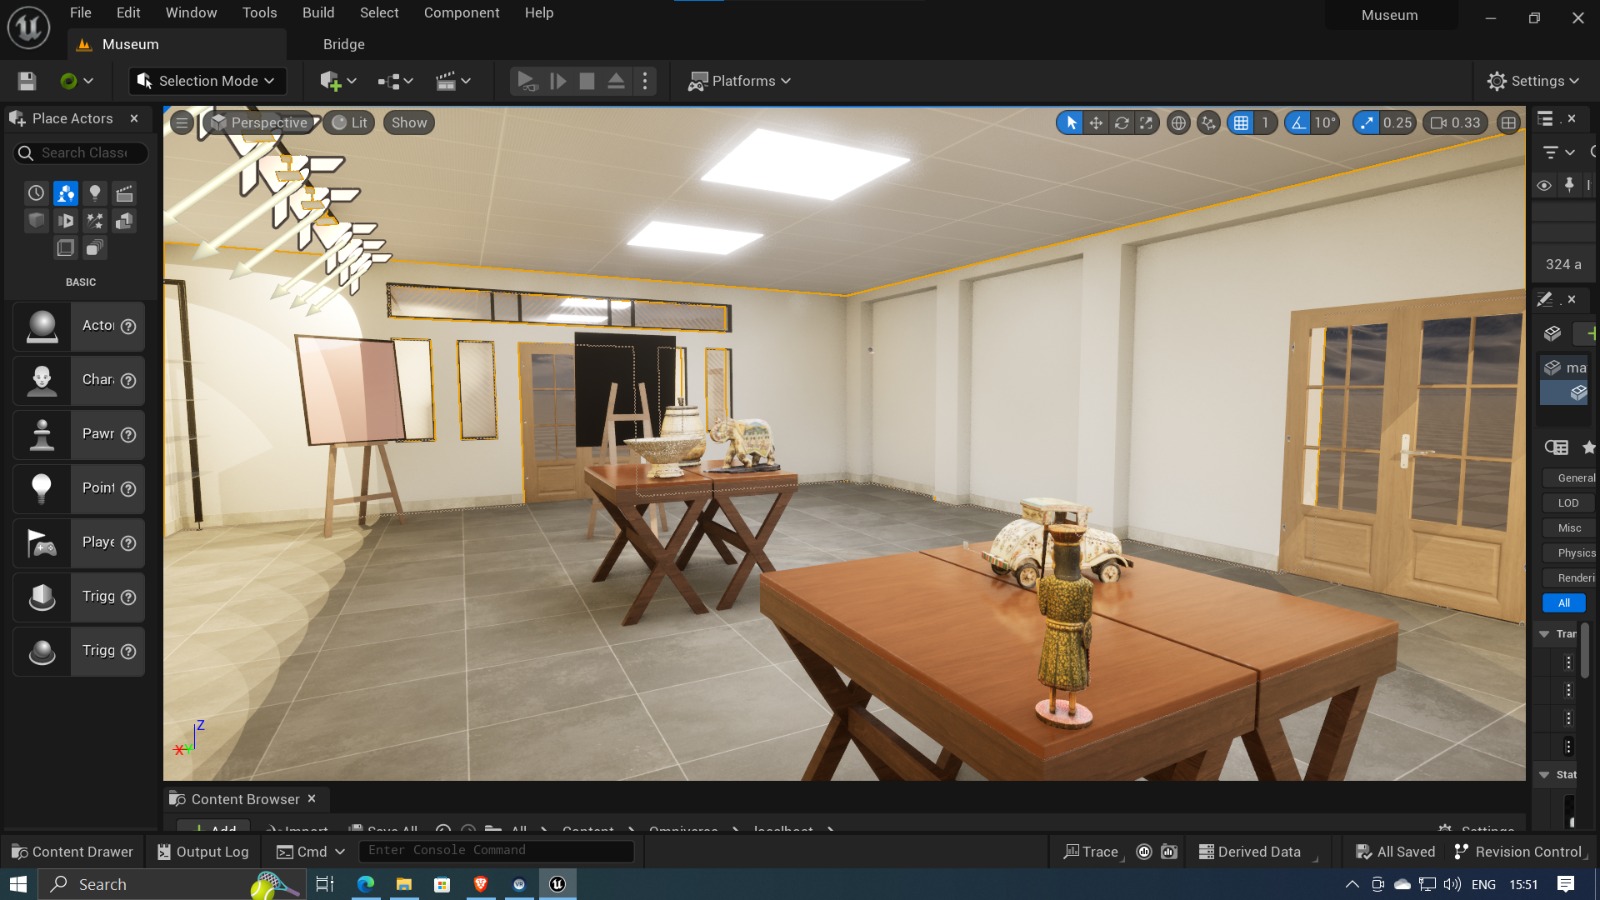 File Edit Window Tools Build Select Component Help
Museum
Museum
Bridge
Selection Mode
Platforms
Settings
Place Actors
Perspective
Lit
Show
1
10°
0.25
0.33
Search Classe
BASIC
324 a
Acto
Char
Pawn
Point
Playe
Trigg
Trigg
ma
General
LOD
Misc
Physics
Renderi
All
Tran
Stat
Z
X
Y
Content Browser
Add
Import
Save All
All
Content
Omniverse
localhost
Settings
Content Drawer
Output Log
Cmd
Enter Console Command
Trace
Derived Data
All Saved
Revision Control
Search
ENG
15:51